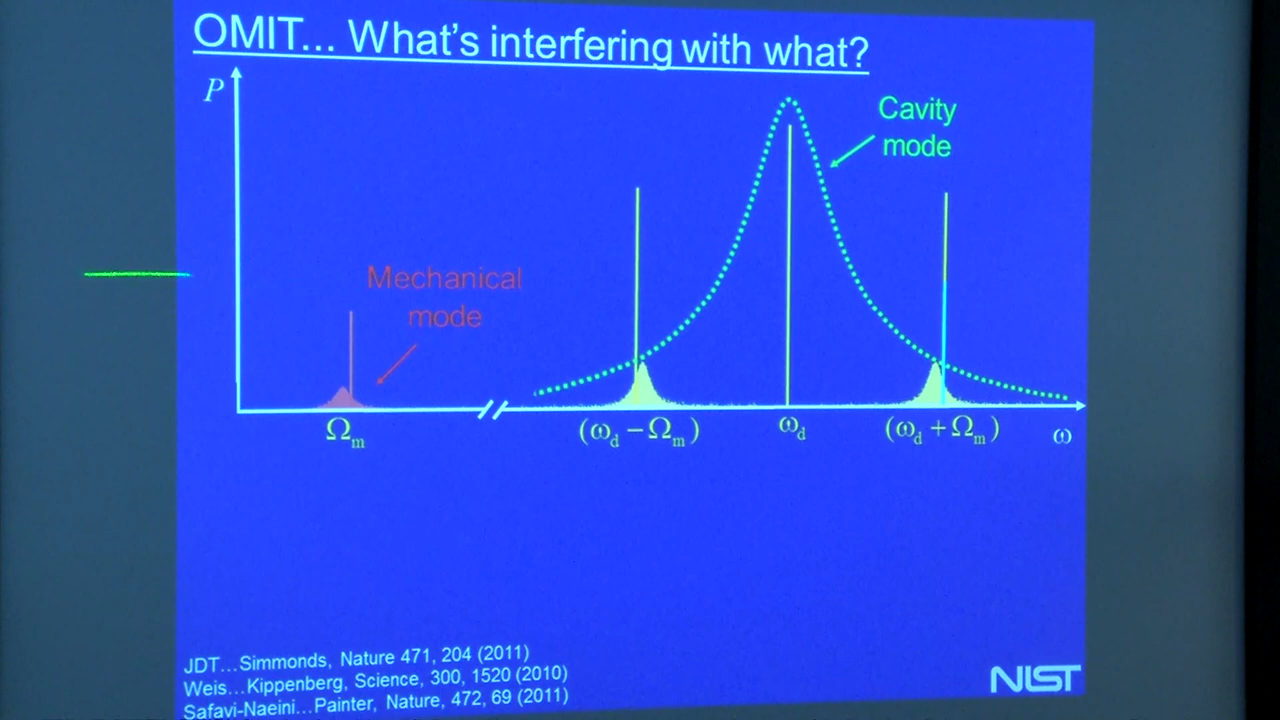 OMIT... What's interfering with what?
P
Cavity
mode
Mechanical
mode
Ωm
(ωd − Ωm)
ωd
(ωd + Ωm)
ω
JDT...Simmonds, Nature 471, 204 (2011)
Weis...Kippenberg, Science, 300, 1520 (2010)
Safavi-Naeini...Painter, Nature, 472, 69 (2011)
NIST